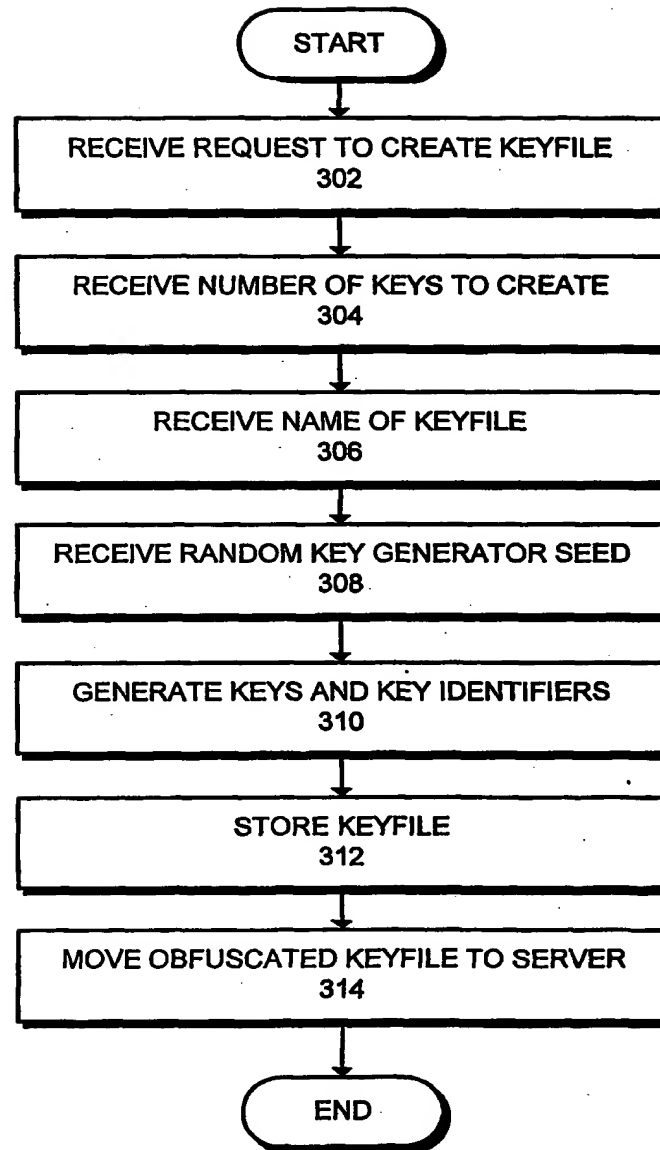 START
RECEIVE REQUEST TO CREATE KEYFILE
302
RECEIVE NUMBER OF KEYS TO CREATE
304
RECEIVE NAME OF KEYFILE
306
RECEIVE RANDOM KEY GENERATOR SEED
308
GENERATE KEYS AND KEY IDENTIFIERS
310
STORE KEYFILE
312
MOVE OBFUSCATED KEYFILE TO SERVER
314
END